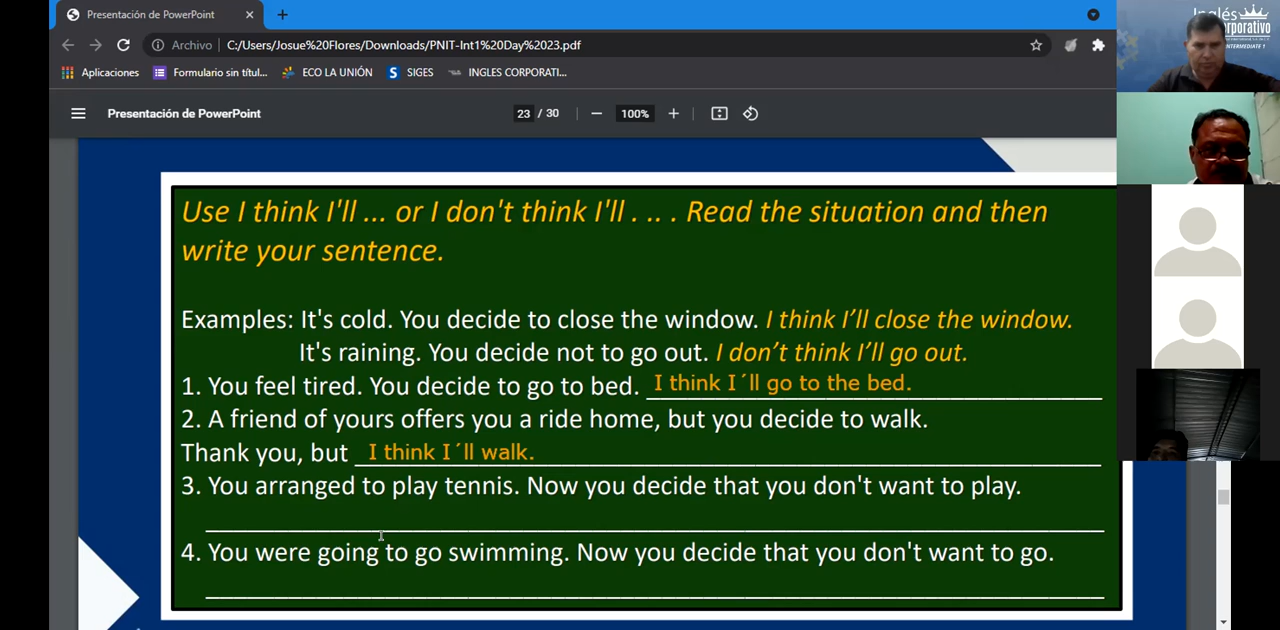 Presentación de PowerPoint
Archivo C:/Users/Josue%20Flores/Downloads/PNIT-Int1%20Day%2023.pdf
Aplicaciones Formulario sin títul... ECO LA UNIÓN SIGES INGLES CORPORATI...
Presentación de PowerPoint 23 / 30 100%
Use I think I'll ... or I don't think I'll . .. . Read the situation and then
write your sentence.
Examples: It's cold. You decide to close the window. I think I’ll close the window.
It's raining. You decide not to go out. I don’t think I’ll go out.
1. You feel tired. You decide to go to bed. I think I´ll go to the bed.
2. A friend of yours offers you a ride home, but you decide to walk.
Thank you, but I think I´ll walk.
3. You arranged to play tennis. Now you decide that you don't want to play.
4. You were going to go swimming. Now you decide that you don't want to go.
Inglés
INTERMEDIATE 1